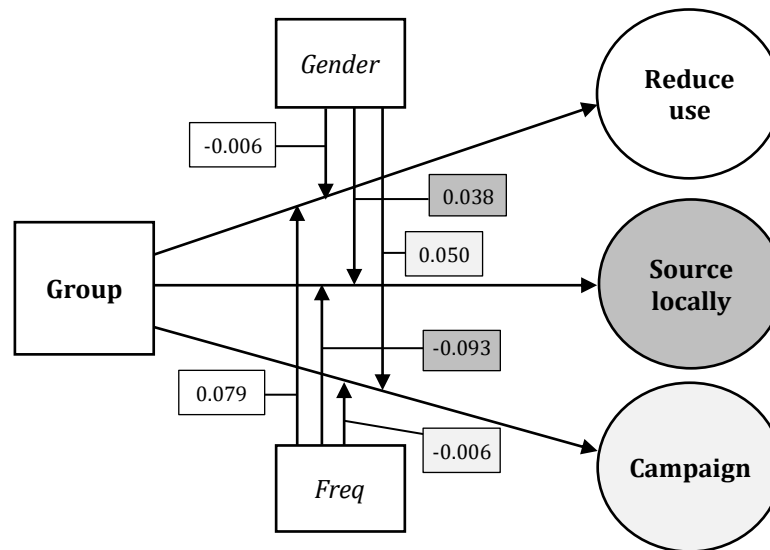 Gender
Reduce
use
-0.006
0.038
0.050
Group
Source
locally
-0.093
0.079
-0.006
Campaign
Freq